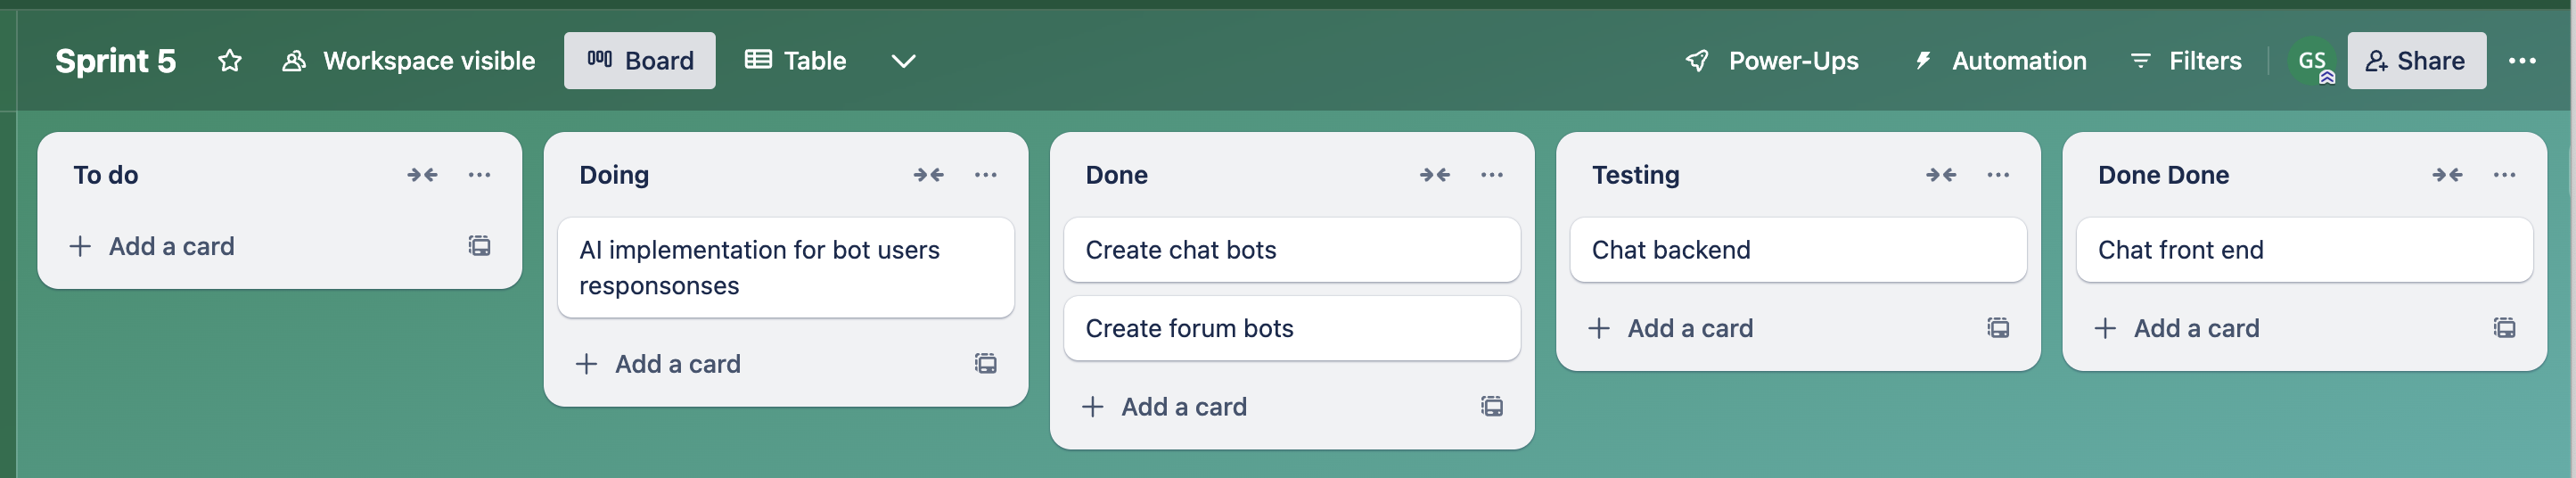 Sprint 5 Workspace visible Board Table Power-Ups Automation Filters GS Share
To do
Add a card
Doing
AI implementation for bot users
responsonses
Add a card
Done
Create chat bots
Create forum bots
Add a card
Testing
Chat backend
Add a card
Done Done
Chat front end
Add a card